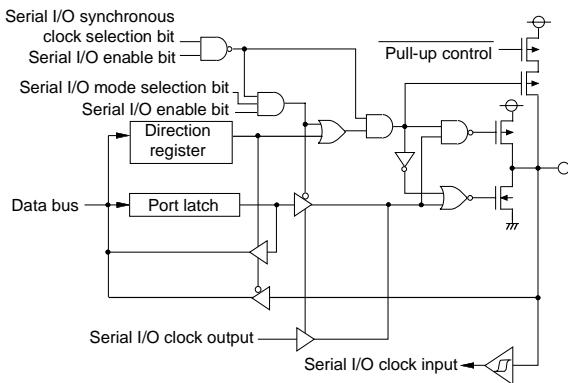 Serial I/O synchronous
clock selection bit
Serial I/O enable bit
Pull-up control
Serial I/O mode selection bit
Serial I/O enable bit
Direction
register
Data bus
Port latch
Serial I/O clock output
Serial I/O clock input